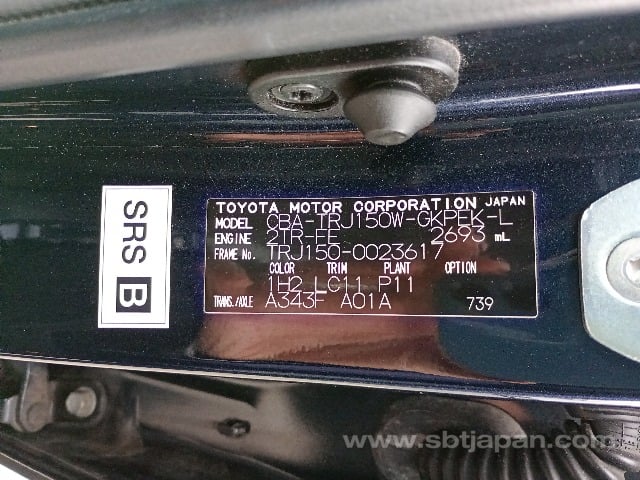 SRS B
TOYOTA MOTOR CORPORATION JAPAN
MODEL CBA-TRJ150W-GKPEK-L
ENGINE 2TR-FE 2693 mL
FRAME No. TRJ150-0023617
COLOR TRIM PLANT OPTION
1H2 LC11 P11
TRANS./AXLE A343F A01A 739
www.sbtjapan.com